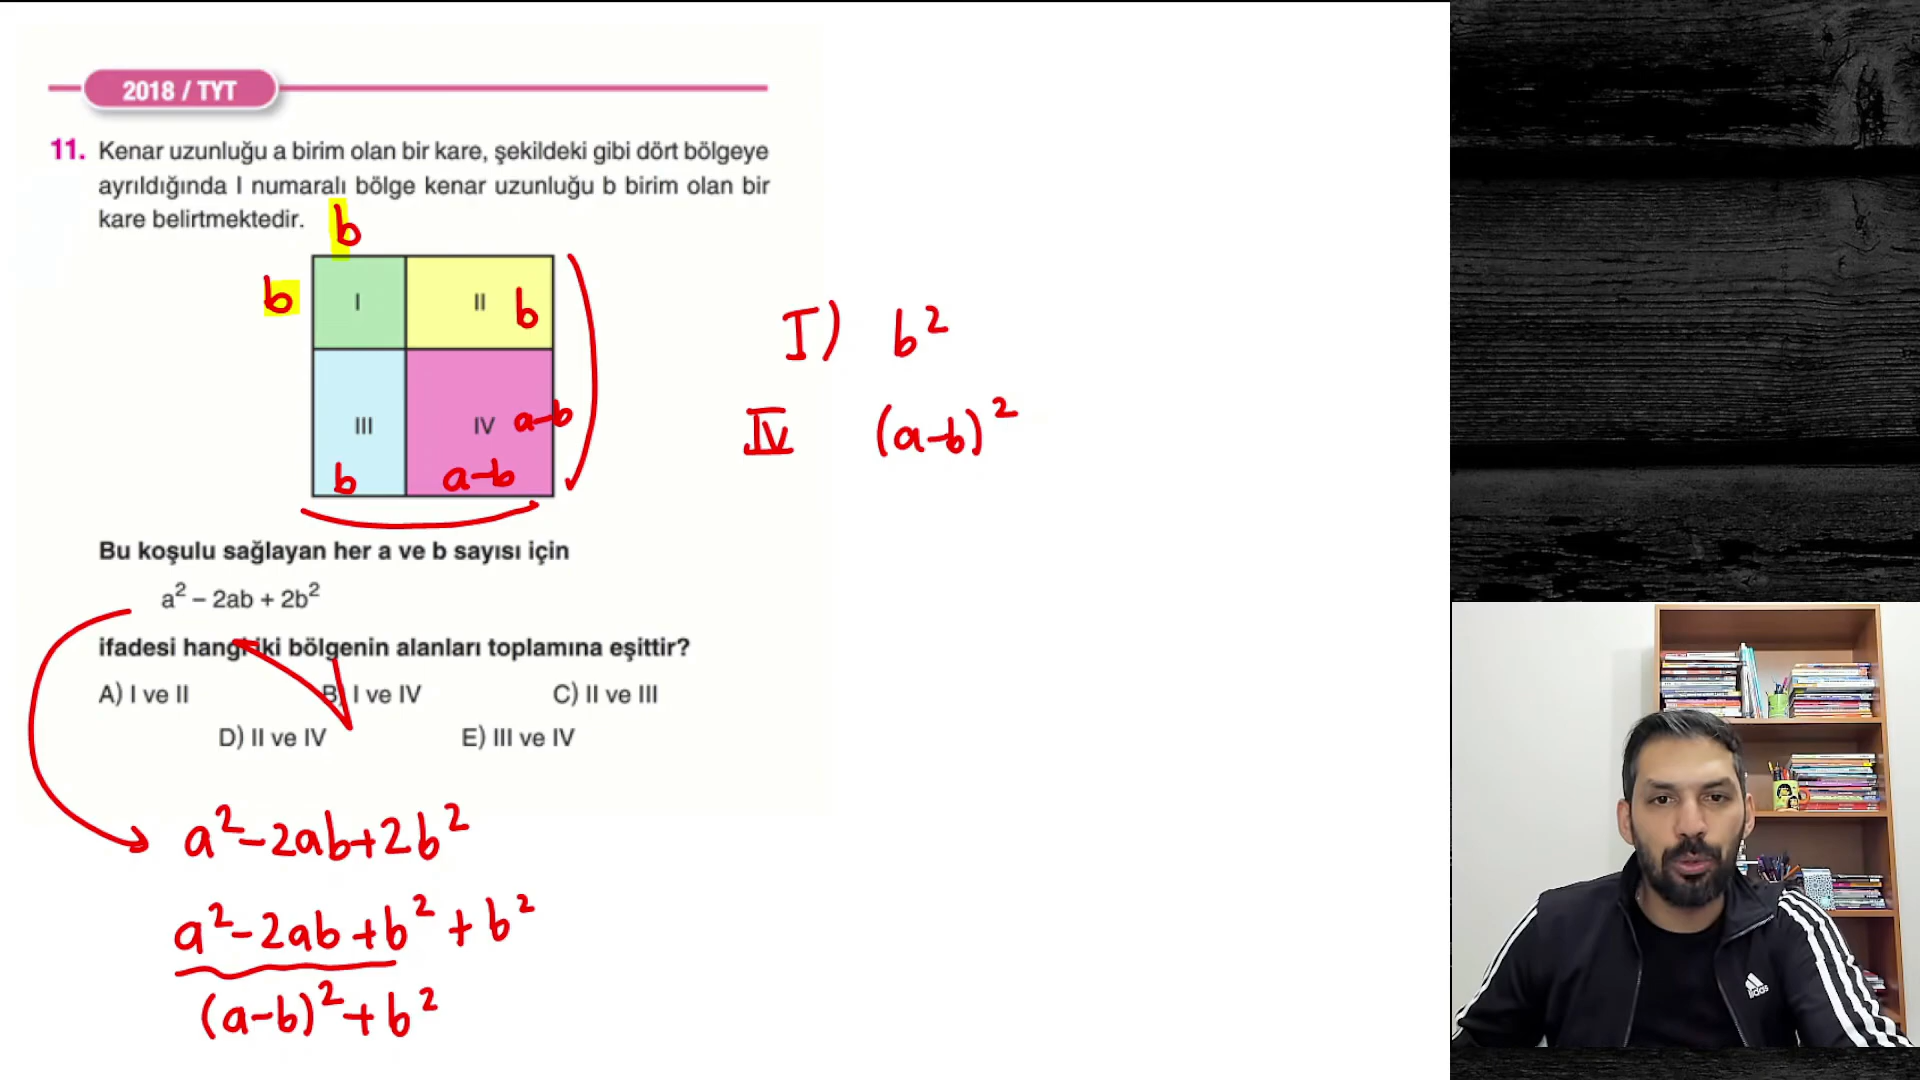 2018 / TYT
11. Kenar uzunluğu a birim olan bir kare, şekildeki gibi dört bölgeye
ayrıldığında I numaralı bölge kenar uzunluğu b birim olan bir
kare belirtmektedir.
b
b
I
II
b
III
IV
a-b
b
a-b
I) b²
IV (a-b)²
Bu koşulu sağlayan her a ve b sayısı için
a² – 2ab + 2b²
ifadesi hangi iki bölgenin alanları toplamına eşittir?
A) I ve II B) I ve IV C) II ve III
D) II ve IV E) III ve IV
a²-2ab+2b²
a²-2ab+b²+b²
(a-b)²+b²